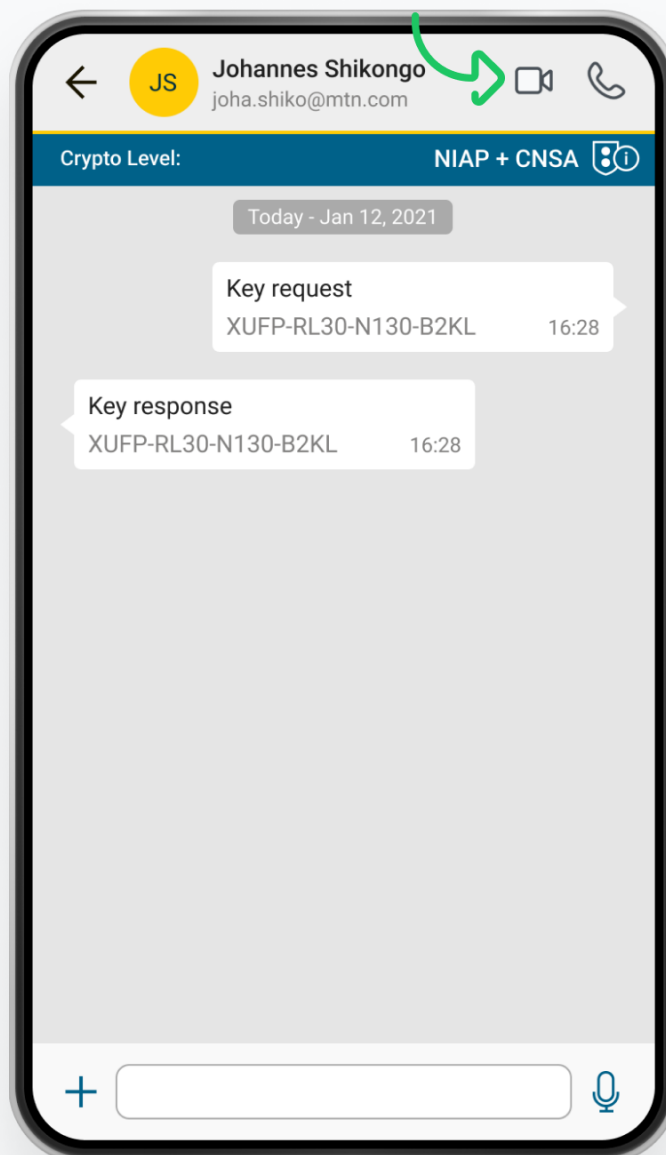 JS
Johannes Shikongo
joha.shiko@mtn.com
Crypto Level: NIAP + CNSA
Today - Jan 12, 2021
Key request
XUFP-RL30-N130-B2KL 16:28
Key response
XUFP-RL30-N130-B2KL 16:28